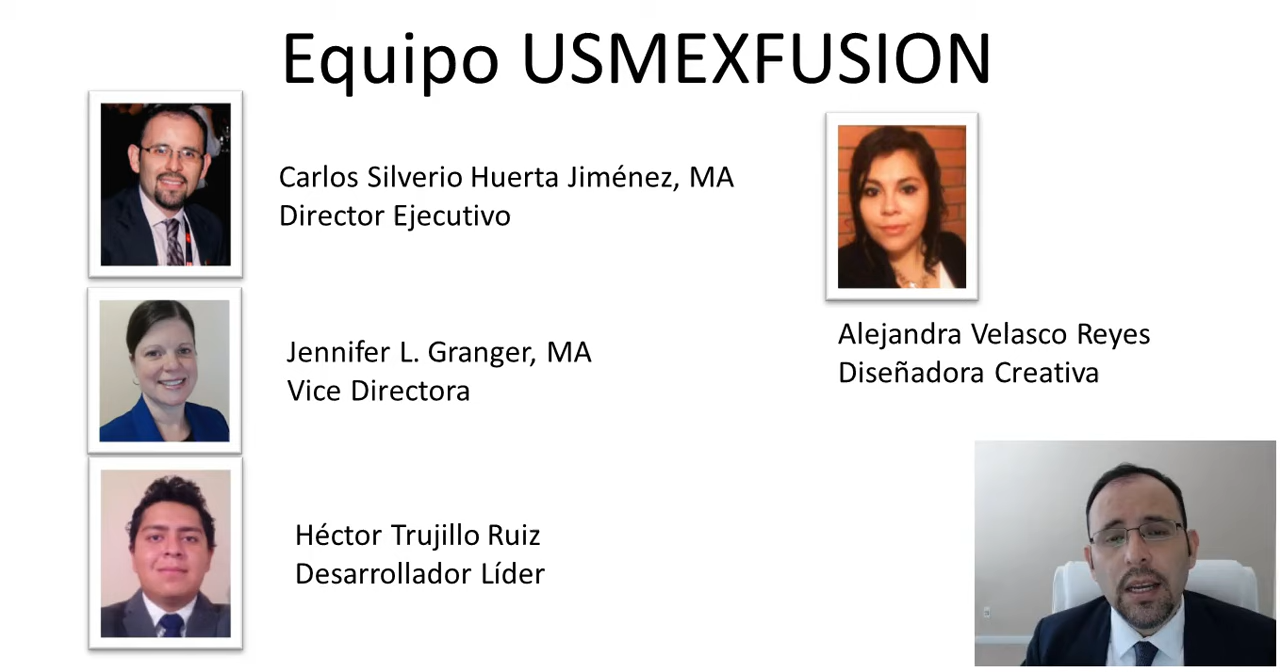 Equipo USMEXFUSION
Carlos Silverio Huerta Jiménez, MA
Director Ejecutivo
Jennifer L. Granger, MA
Vice Directora
Héctor Trujillo Ruiz
Desarrollador Líder
Alejandra Velasco Reyes
Diseñadora Creativa